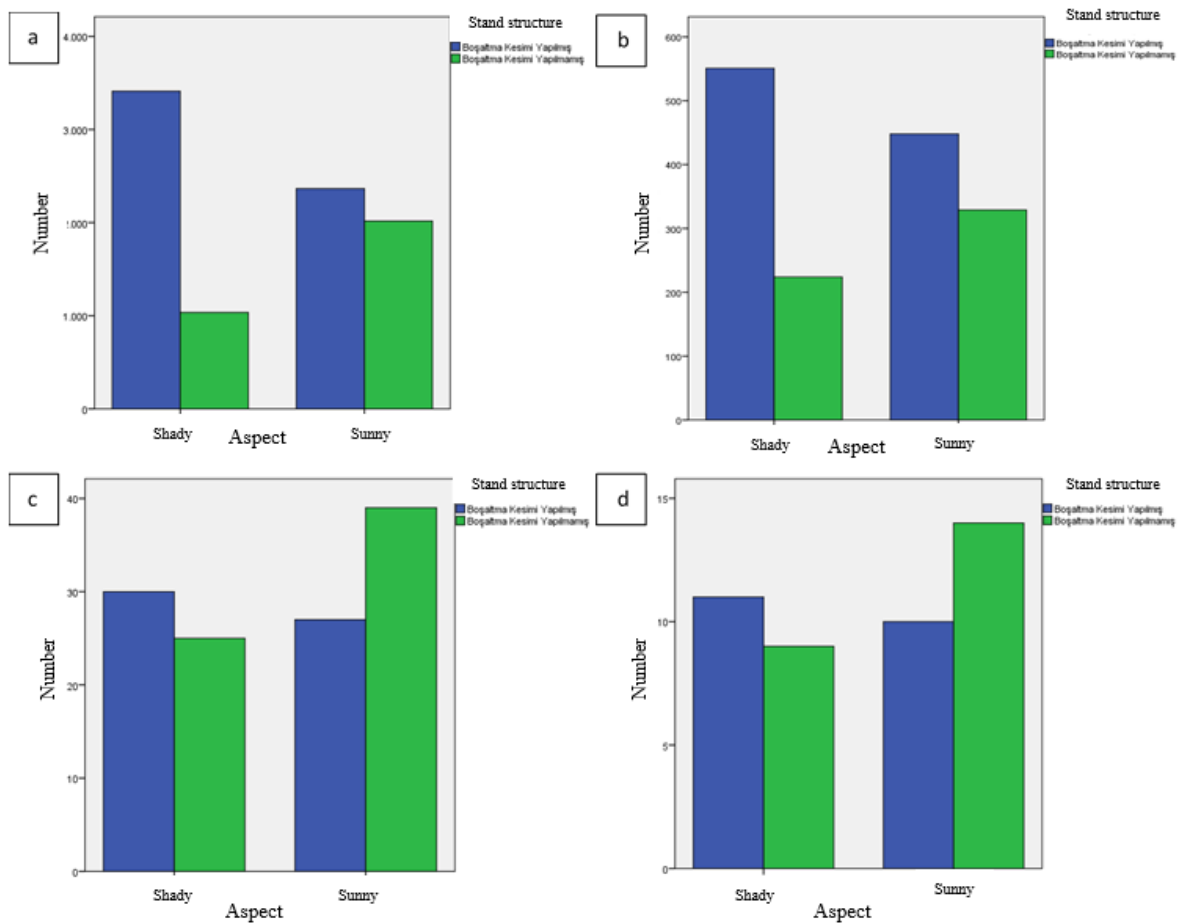 a
Stand structure
Boşaltma Kesimi Yapılmış
Boşaltma Kesimi Yapılmamış
4.000
3.000
2.000
1.000
0
Number
Shady
Sunny
Aspect
b
Stand structure
Boşaltma Kesimi Yapılmış
Boşaltma Kesimi Yapılmamış
600
500
400
300
200
100
0
Number
Shady
Sunny
Aspect
c
Stand structure
Boşaltma Kesimi Yapılmış
Boşaltma Kesimi Yapılmamış
40
30
20
10
0
Number
Shady
Sunny
Aspect
d
Stand structure
Boşaltma Kesimi Yapılmış
Boşaltma Kesimi Yapılmamış
15
10
5
0
Number
Shady
Sunny
Aspect